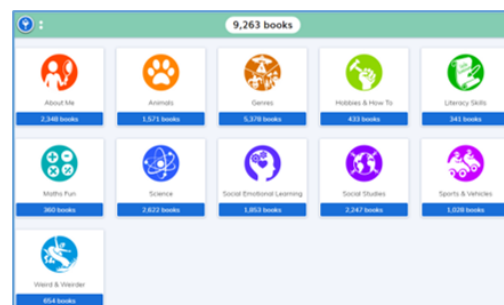 9,263 books
About Me
2,348 books
Animals
1,571 books
Genres
5,378 books
Hobbies & How To
433 books
Literacy Skills
341 books
Maths Fun
360 books
Science
2,622 books
Social Emotional Learning
1,853 books
Social Studies
2,247 books
Sports & Vehicles
1,028 books
Weird & Weirder
654 books